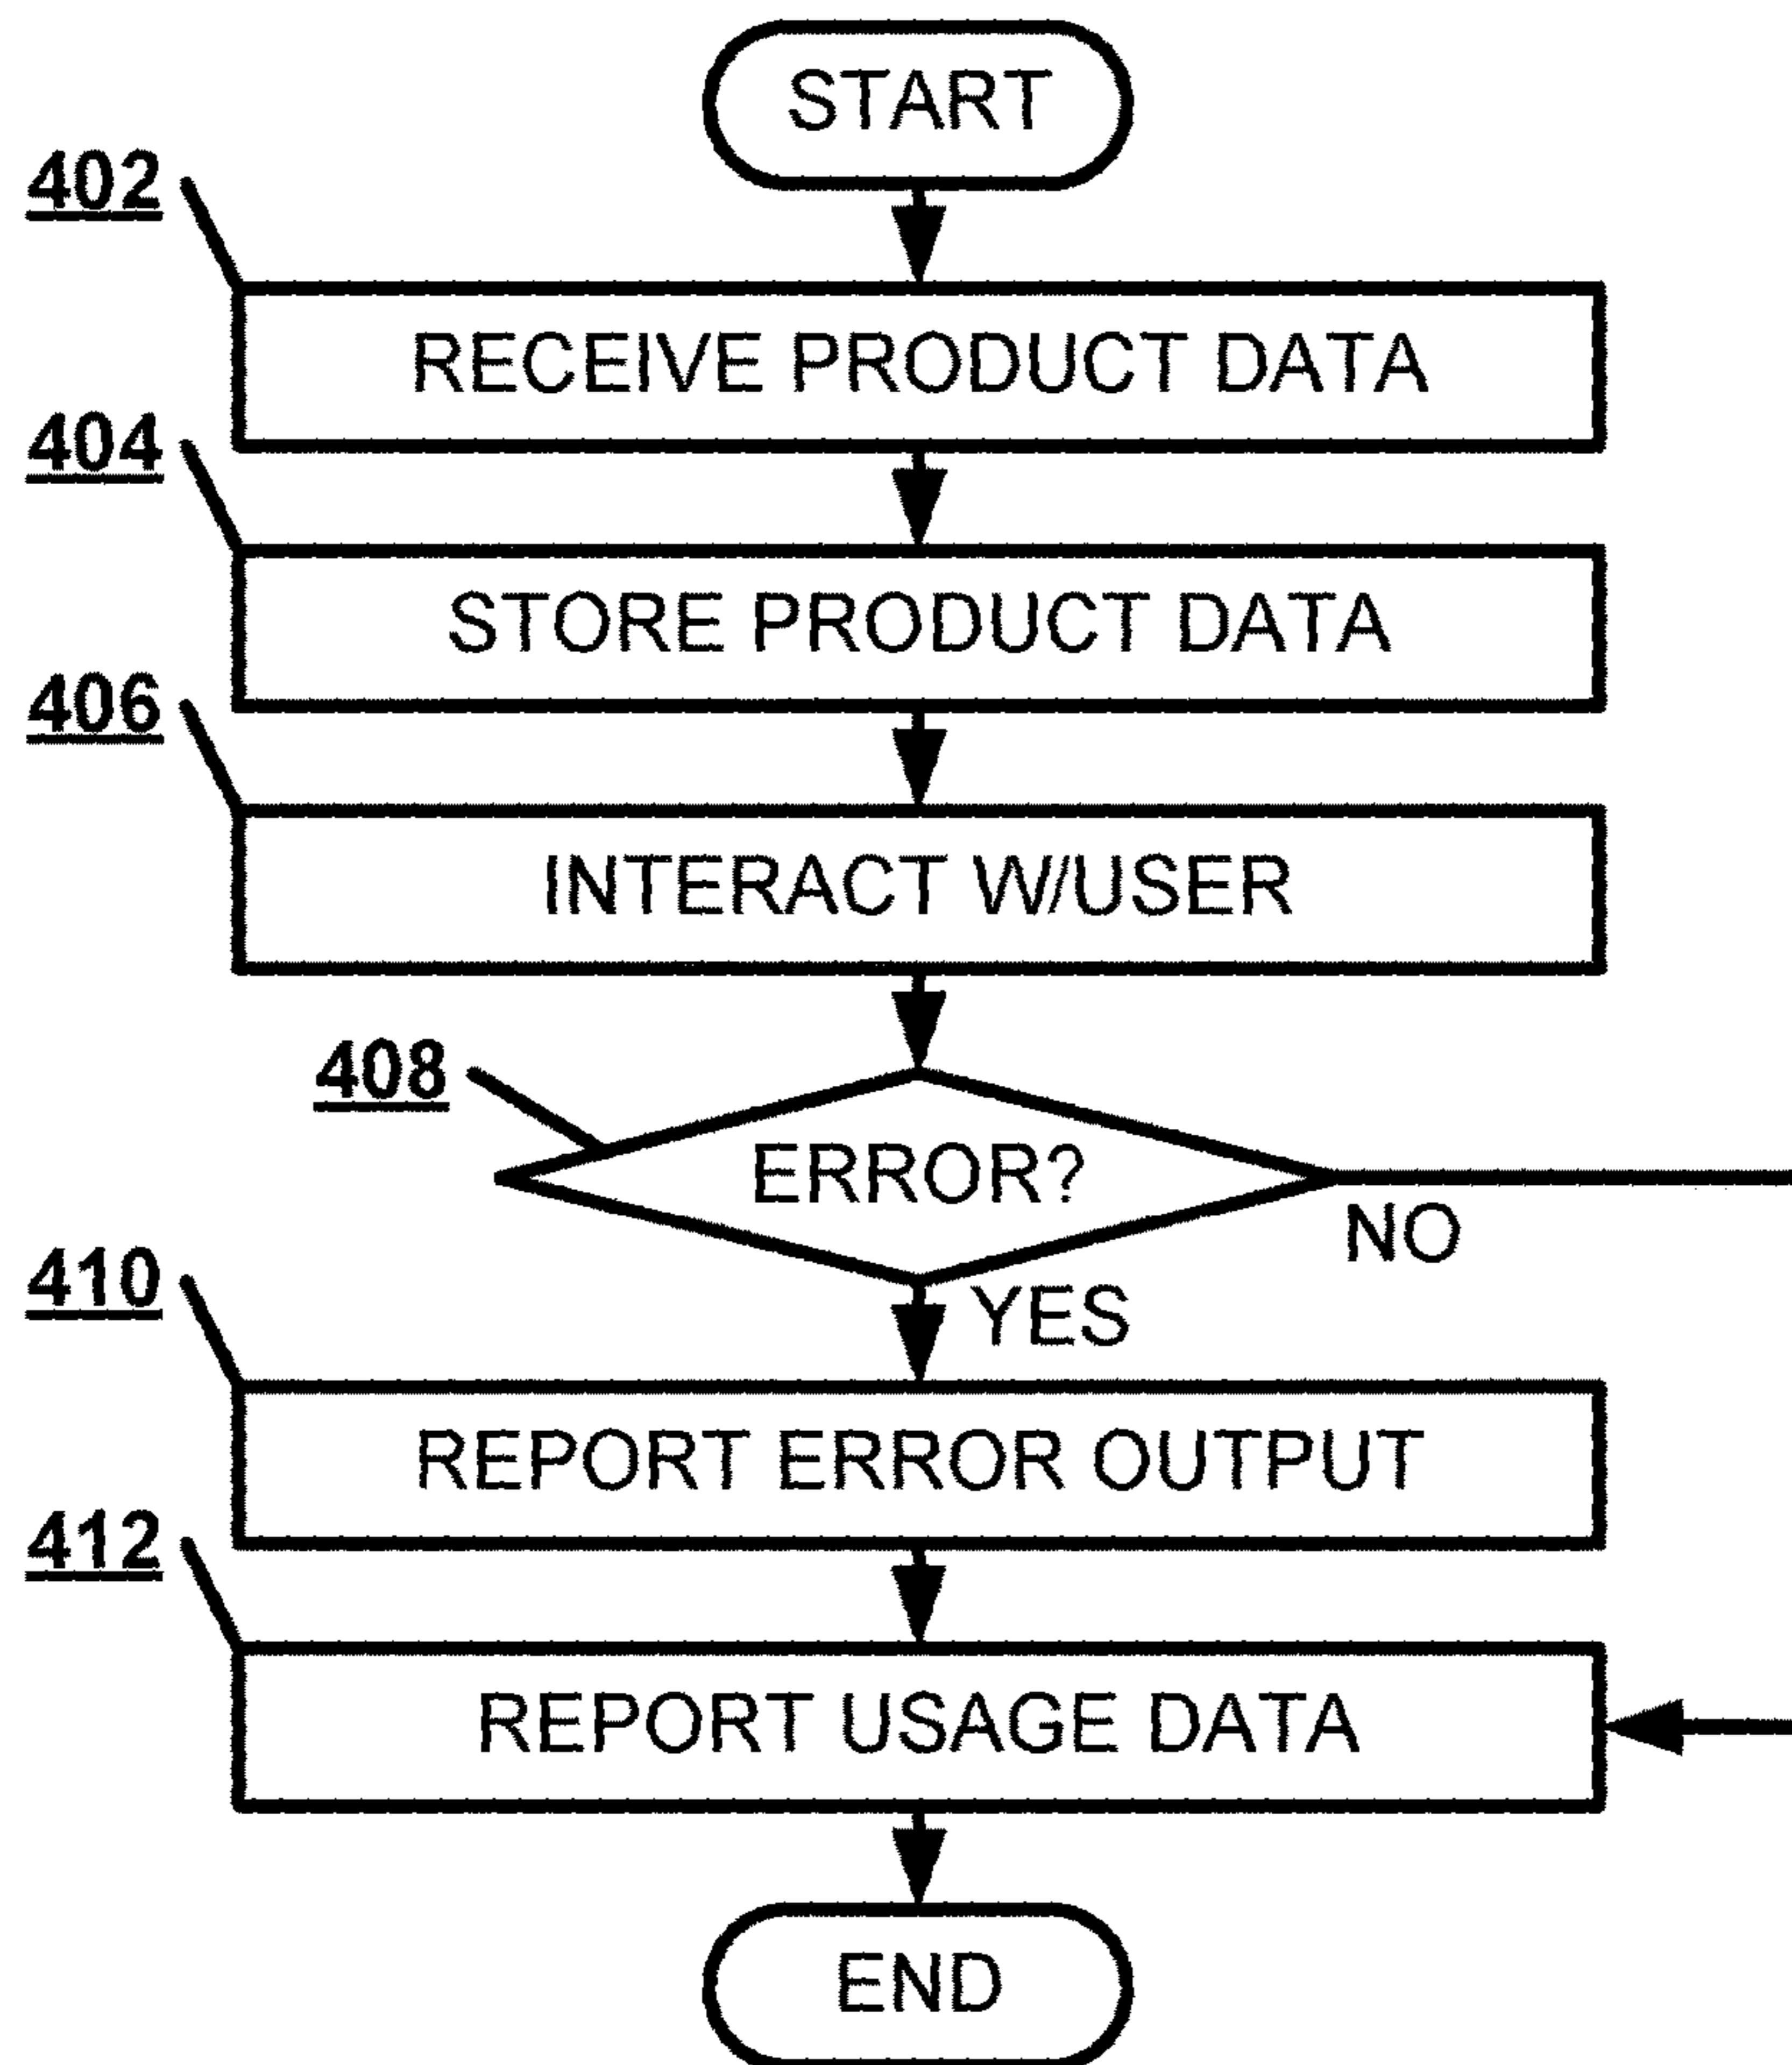 START
402
RECEIVE PRODUCT DATA
404
STORE PRODUCT DATA
406
INTERACT W/USER
408
ERROR?
NO
YES
410
REPORT ERROR OUTPUT
412
REPORT USAGE DATA
END